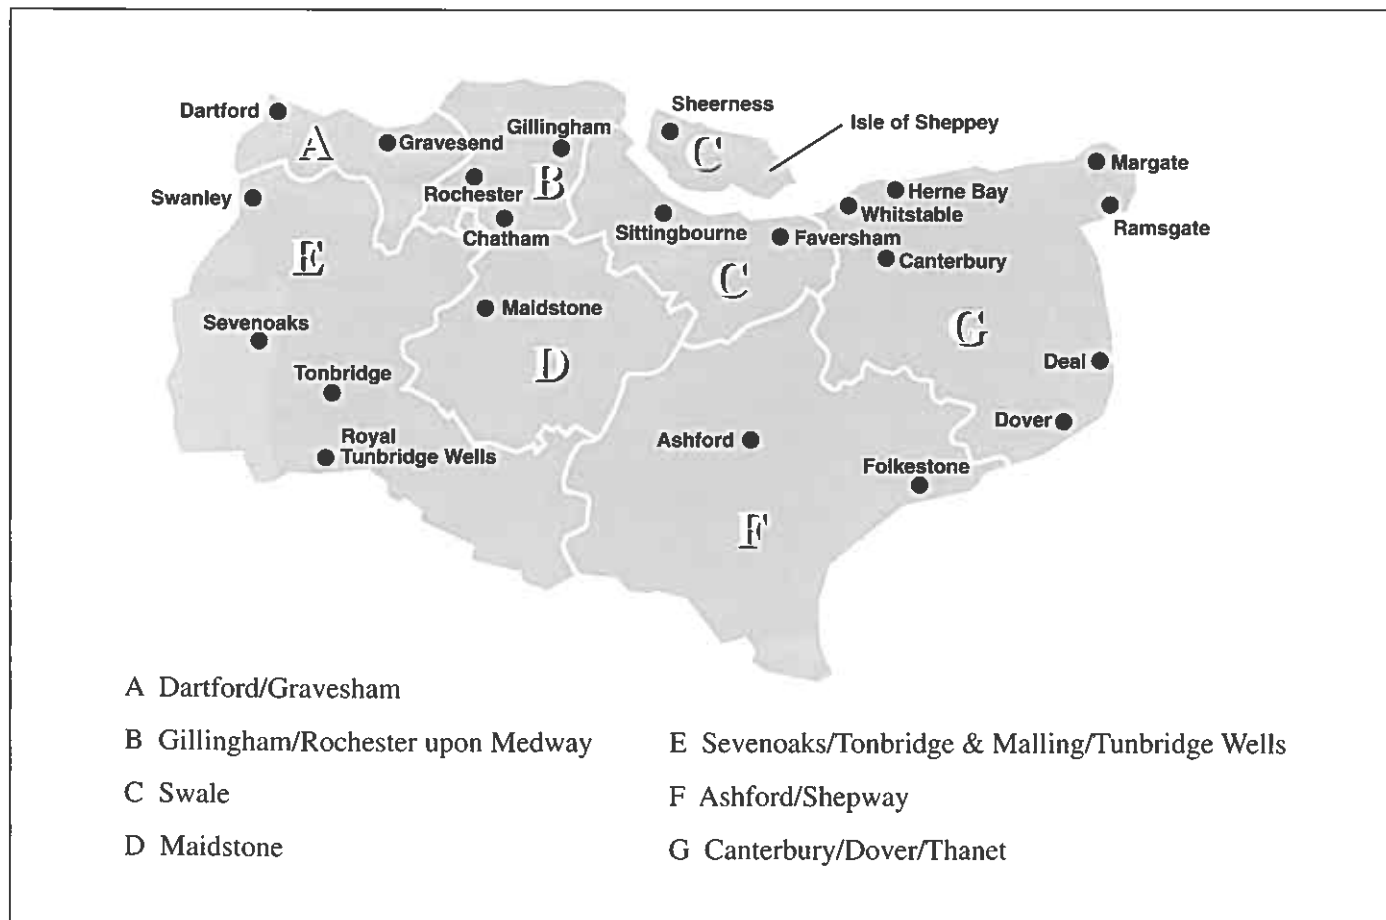 Sheerness
Dartford
Isle of Sheppey
Gillingham
A
Gravesend
C
Margate
Swanley
Rochester
B
Herne Bay
Whitstable
Ramsgate
Chatham
Sittingbourne
Faversham
E
Canterbury
C
Maidstone
Sevenoaks
G
D
Deal
Tonbridge
Dover
Royal
Tunbridge Wells
Ashford
Folkestone
F
A Dartford/Gravesham
B Gillingham/Rochester upon Medway
C Swale
D Maidstone
E Sevenoaks/Tonbridge & Malling/Tunbridge Wells
F Ashford/Shepway
G Canterbury/Dover/Thanet